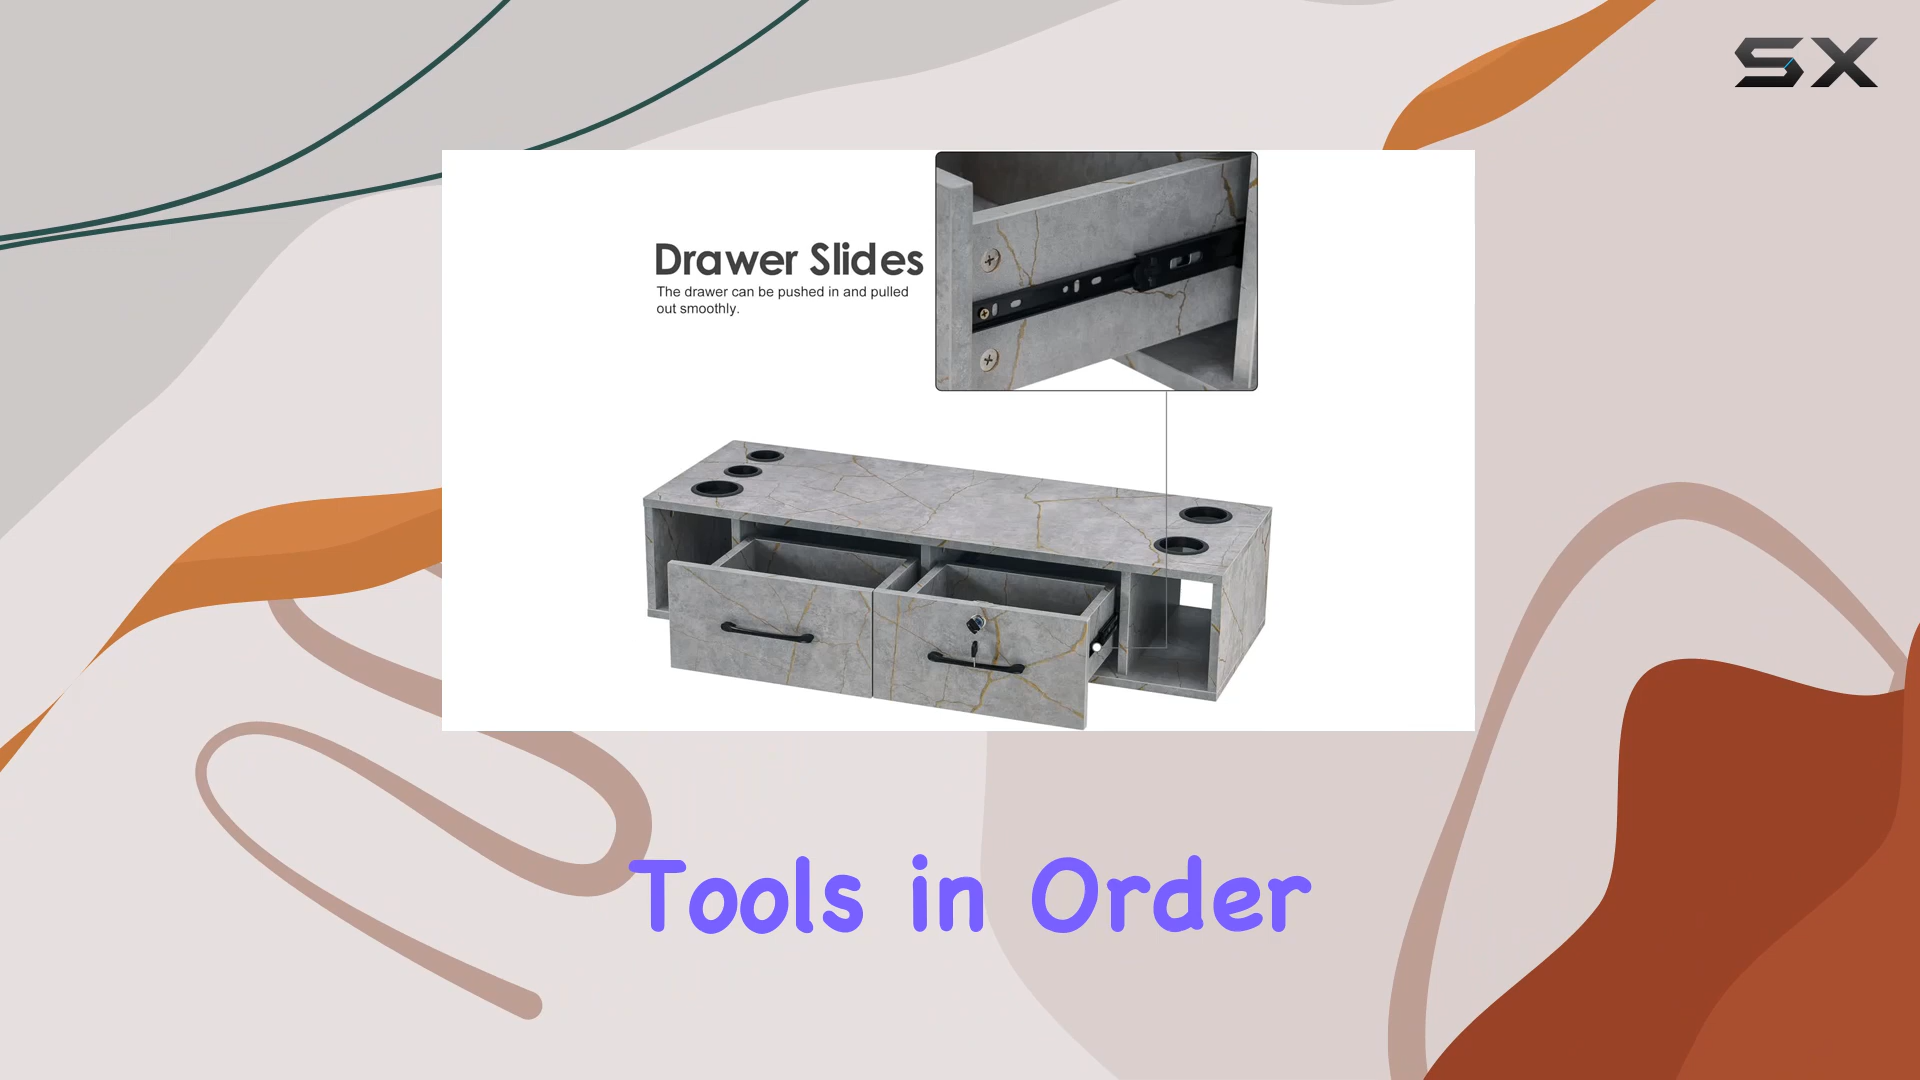 SX
Drawer Slides
The drawer can be pushed in and pulled
out smoothly.
Tools in Order